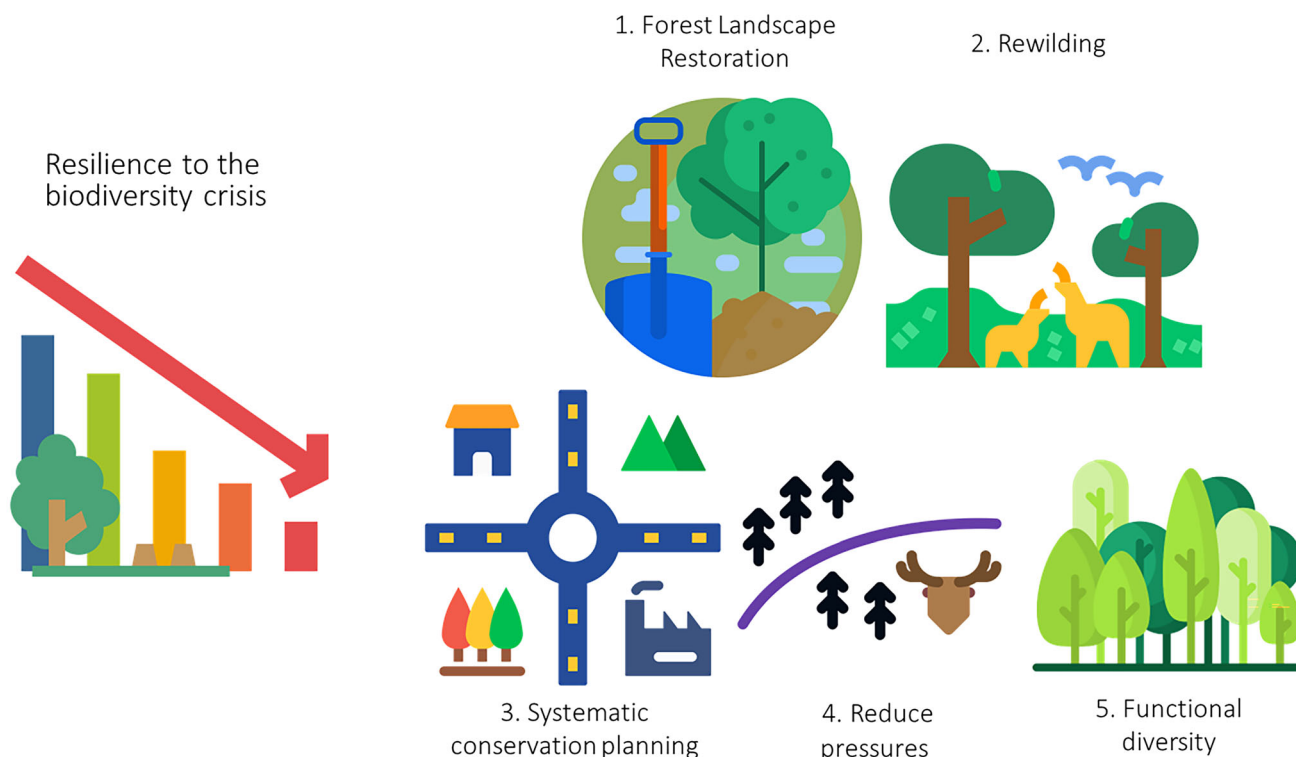 1. Forest Landscape
Restoration
2. Rewilding
Resilience to the
biodiversity crisis
3. Systematic
conservation planning
4. Reduce
pressures
5. Functional
diversity